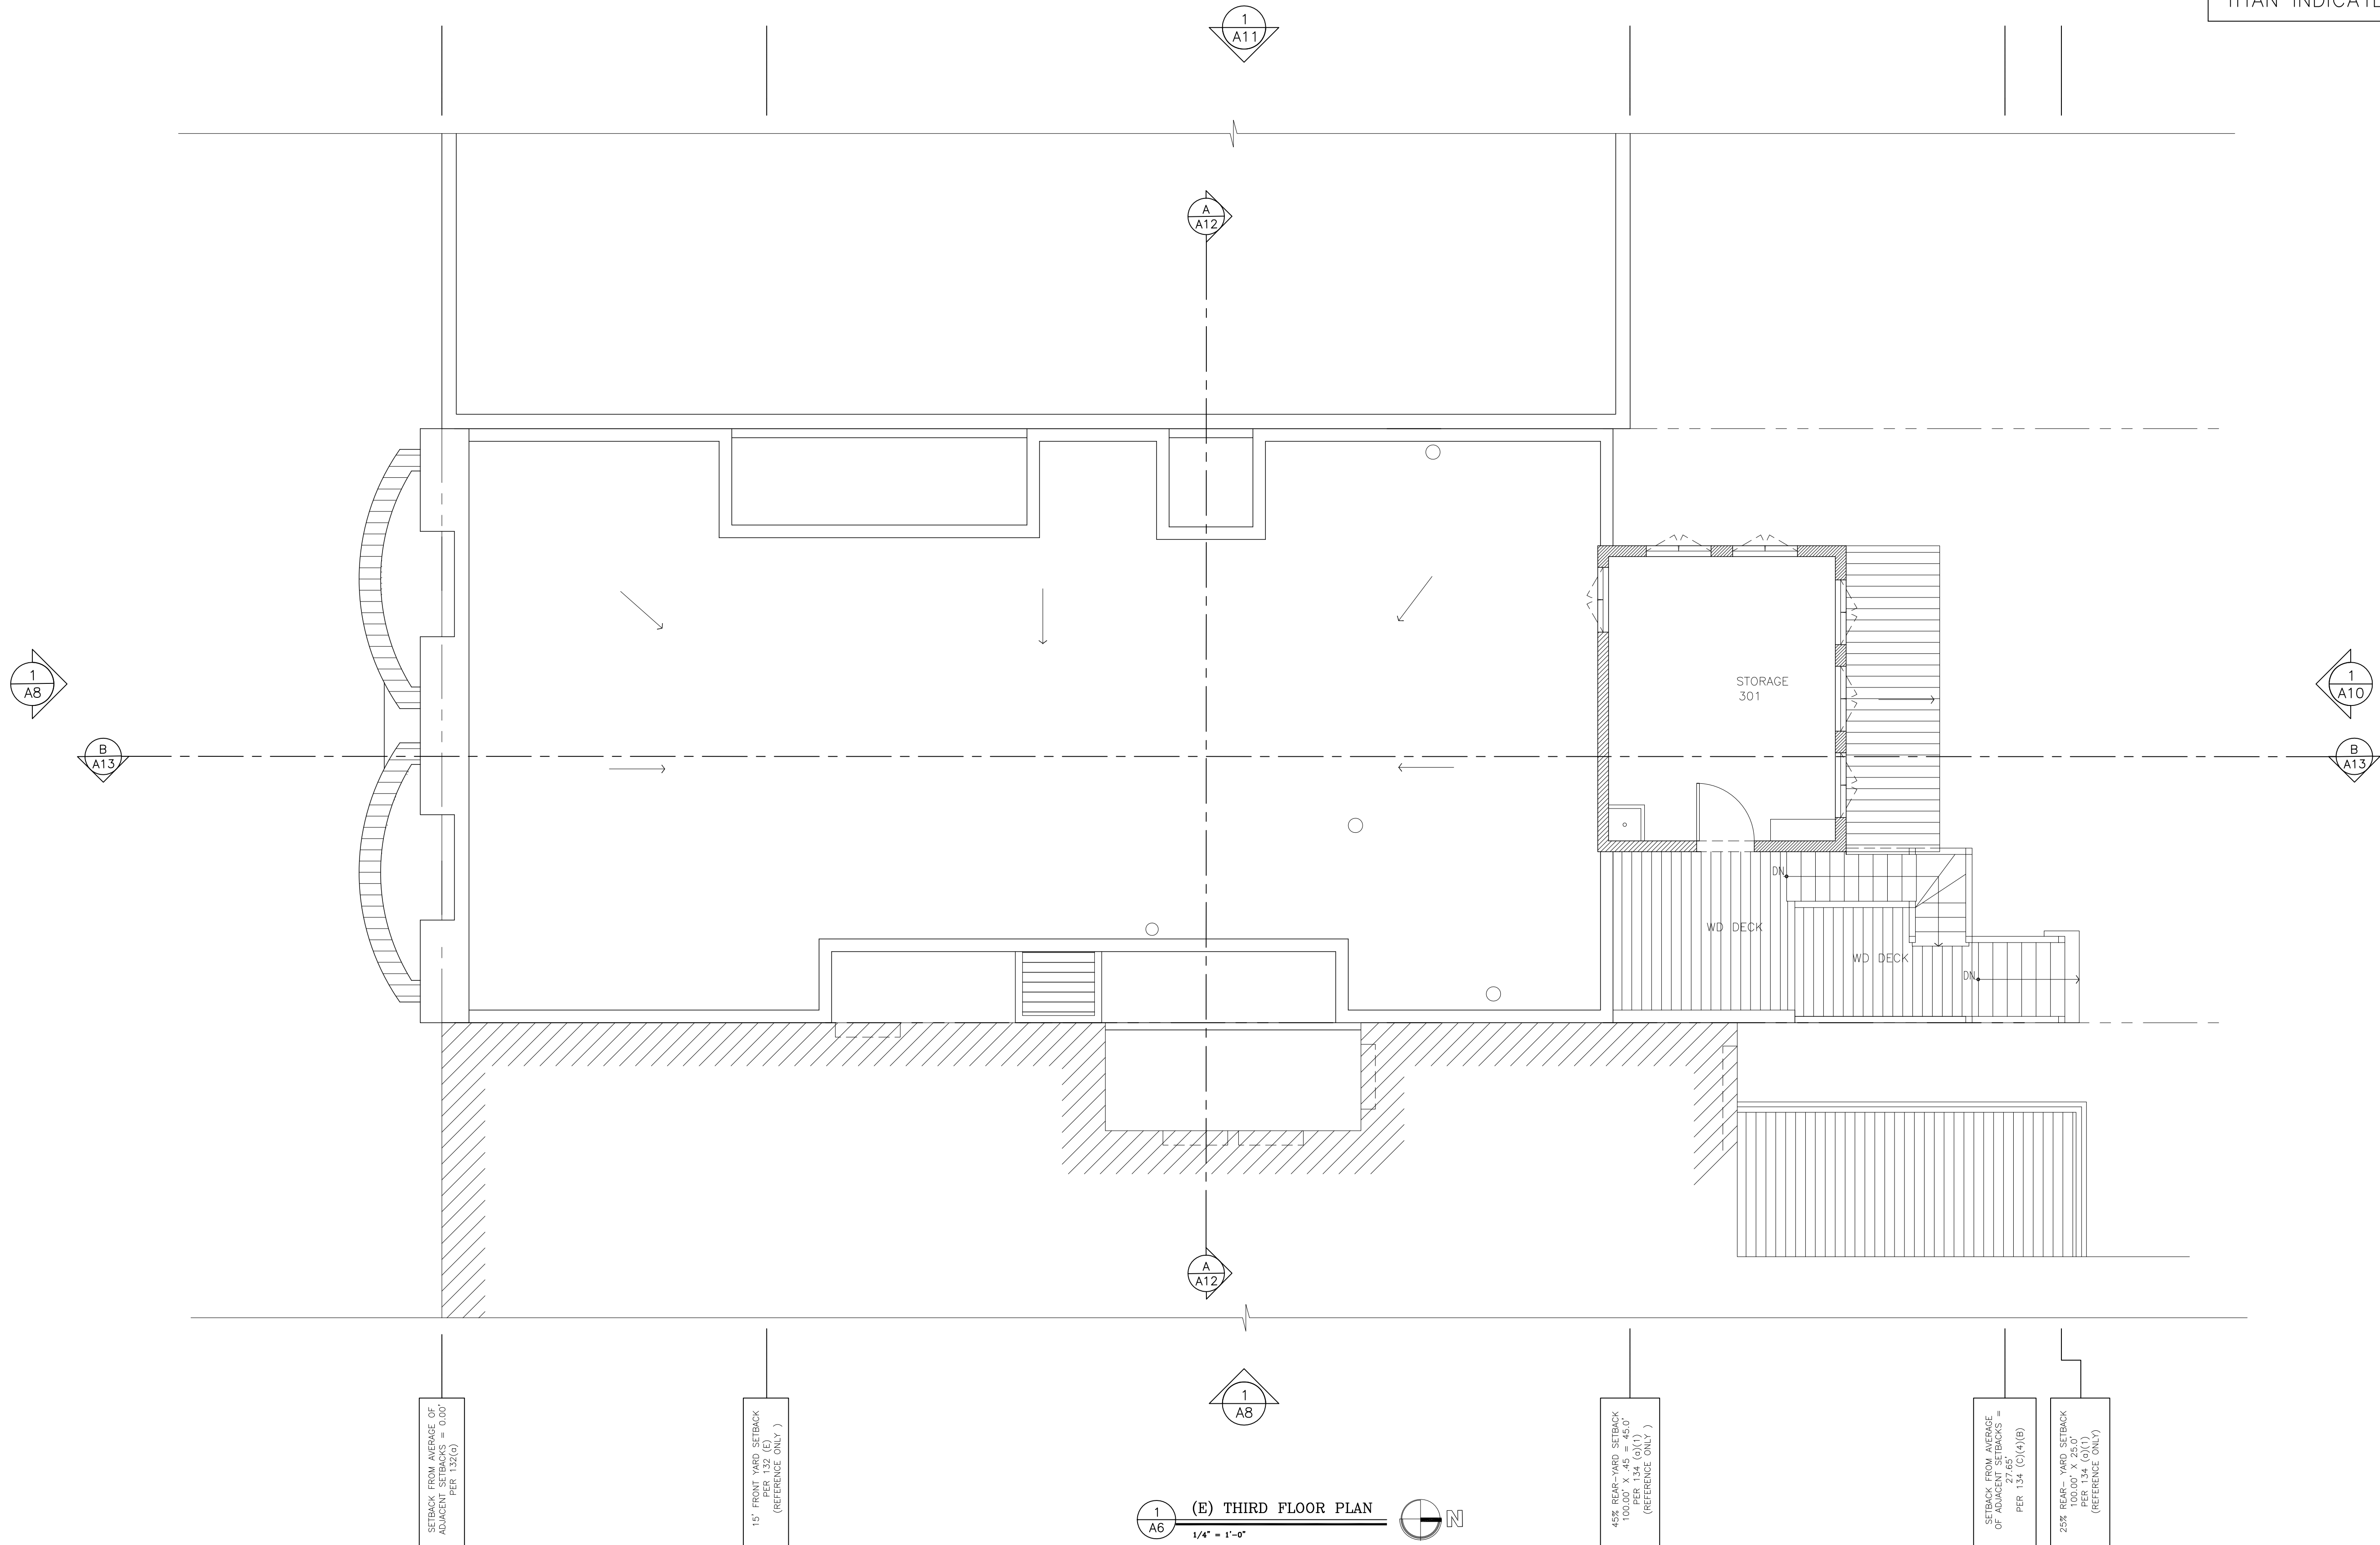 THAN INDICATE
1
A11
A
A12
1
A8
STORAGE
301
1
A10
B
A13
B
A13
DN
WD DECK
WD DECK
DN
A
A12
1
A8
SETBACK FROM AVERAGE OF
ADJACENT SETBACKS = 0.00'
PER 132(a)
15' FRONT YARD SETBACK
PER 132 (E)
(REFERENCE ONLY )
45% REAR-YARD SETBACK
100.00' X .45 = 45.0'
PER 134 (a)(1)
(REFERENCE ONLY )
SETBACK FROM AVERAGE
OF ADJACENT SETBACKS =
27.65'
PER 134 (C)(4)(B)
25% REAR- YARD SETBACK
100.00' X 25.0'
PER 134 (a)(1)
(REFERENCE ONLY)
1
A6
(E) THIRD FLOOR PLAN
1/4" = 1'-0"
N